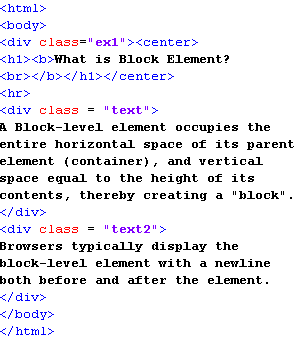 <html>
<body>
<div class="ex1"><center>
<h1><b>What is Block Element?
<br></b></h1></center>
<hr>
<div class = "text">
A Block-level element occupies the
entire horizontal space of its parent
element (container), and vertical
space equal to the height of its
contents, thereby creating a "block".
</div>
<div class = "text2">
Browsers typically display the
block-level element with a newline
both before and after the element.
</div>
</body>
</html>